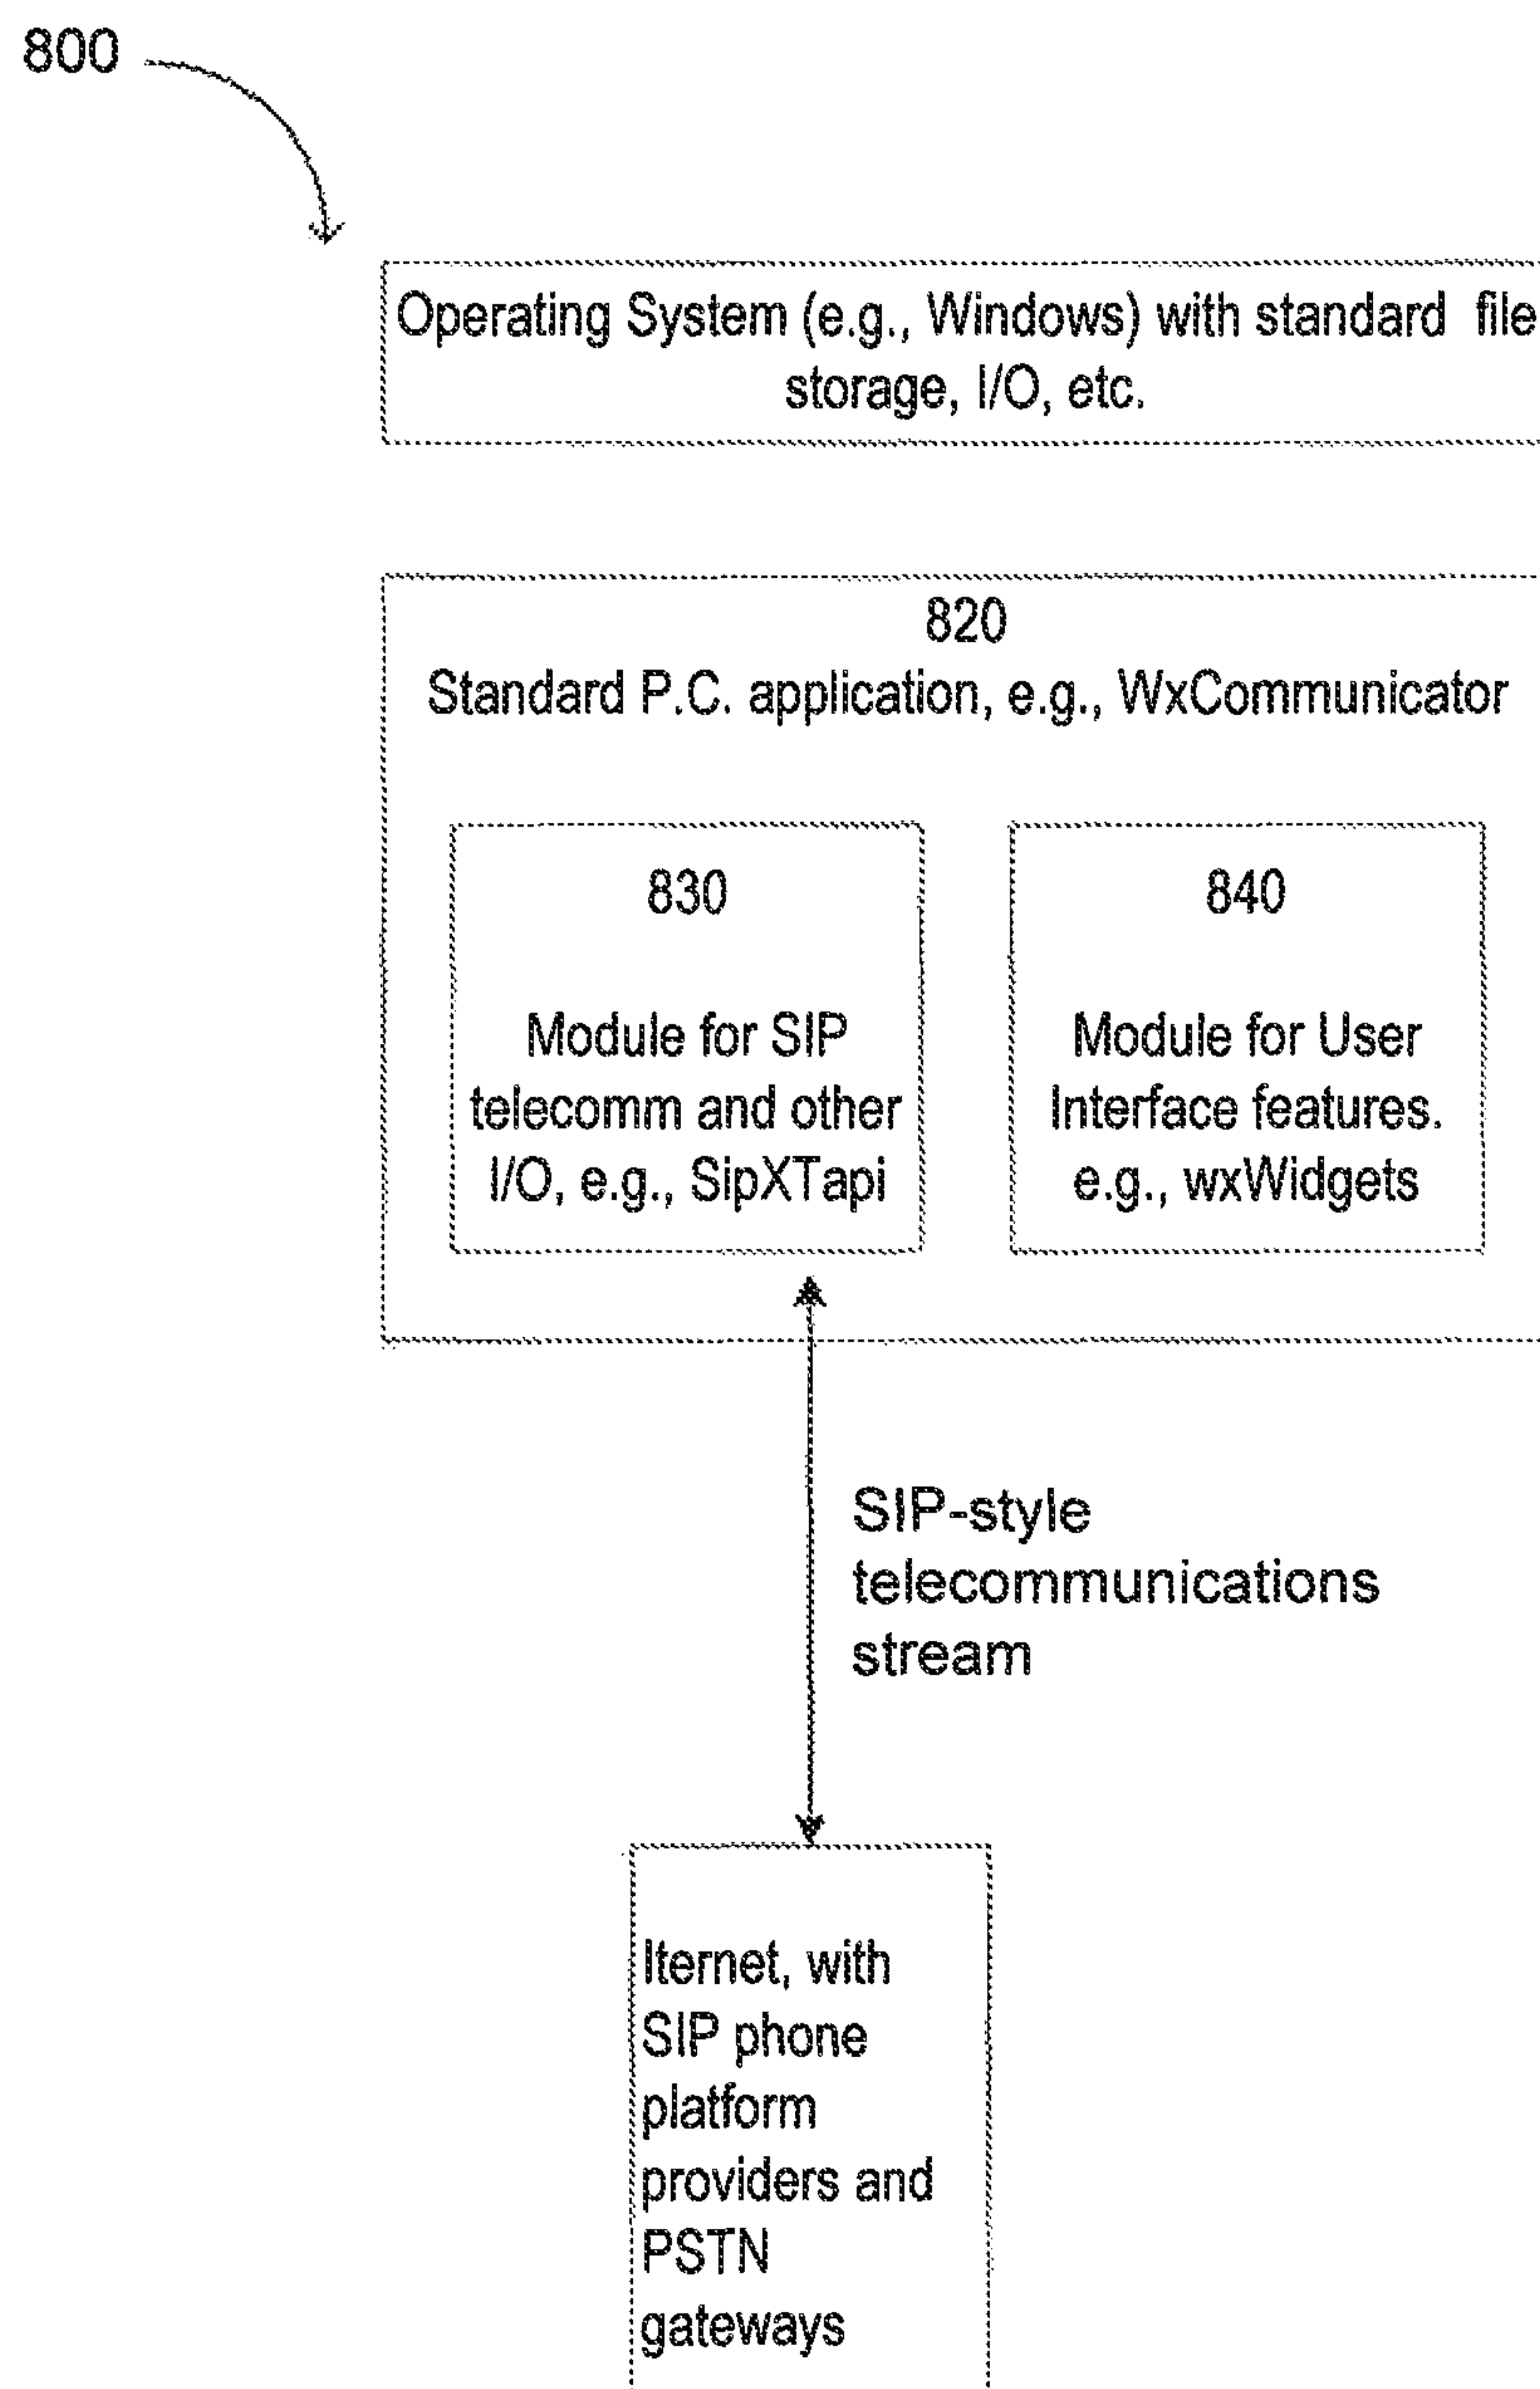 800
Operating System (e.g., Windows) with standard file
storage, I/O, etc.
820
Standard P.C. application, e.g., WxCommunicator
830
Module for SIP
telecomm and other
I/O, e.g., SipXTapi
840
Module for User
Interface features.
e.g., wxWidgets
SIP-style
telecommunications
stream
Iternet, with
SIP phone
platform
providers and
PSTN
gateways